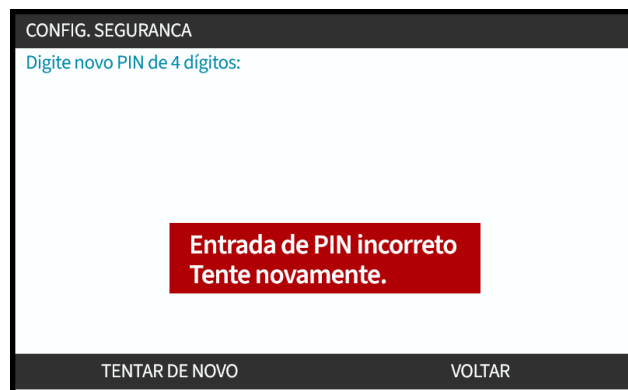 CONFIG. SEGURANCA
Digite novo PIN de 4 dígitos:
Entrada de PIN incorreto
Tente novamente.
TENTAR DE NOVO
VOLTAR